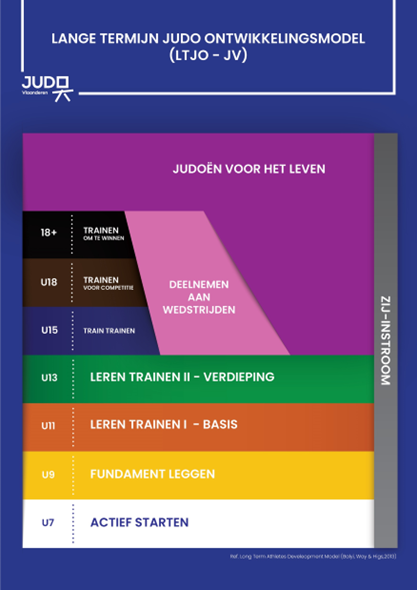 LANGE TERMIJN JUDO ONTWIKKELINGSMODEL
(LTJO - JV)
JUDO
Vlaanderen
JUDOËN VOOR HET LEVEN
18+
TRAINEN
OM TE WINNEN
U18
TRAINEN
VOOR COMPETITIE
DEELNEMEN
AAN
WEDSTRIJDEN
U15
TRAIN TRAINEN
ZIJ-INSTROOM
U13
LEREN TRAINEN II - VERDIEPING
U11
LEREN TRAINEN I - BASIS
U9
FUNDAMENT LEGGEN
U7
ACTIEF STARTEN
Ref. Long Term Athletes Development Model (Balyi, Way & Higs, 2013)